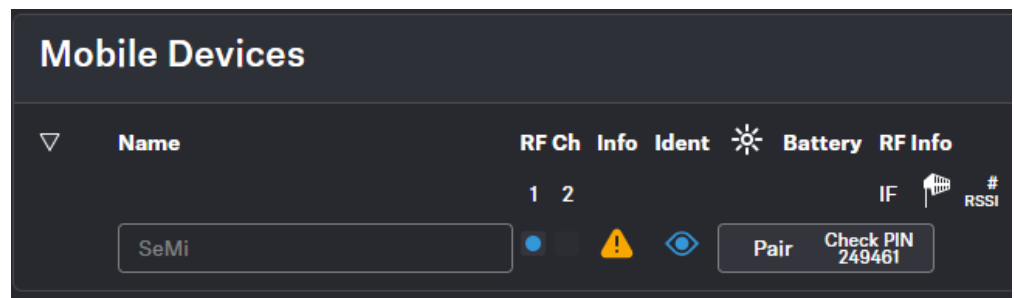 Mobile Devices
Name RF Ch Info Ident Battery RF Info
1 2 IF # RSSI
SeMi Pair Check PIN 249461